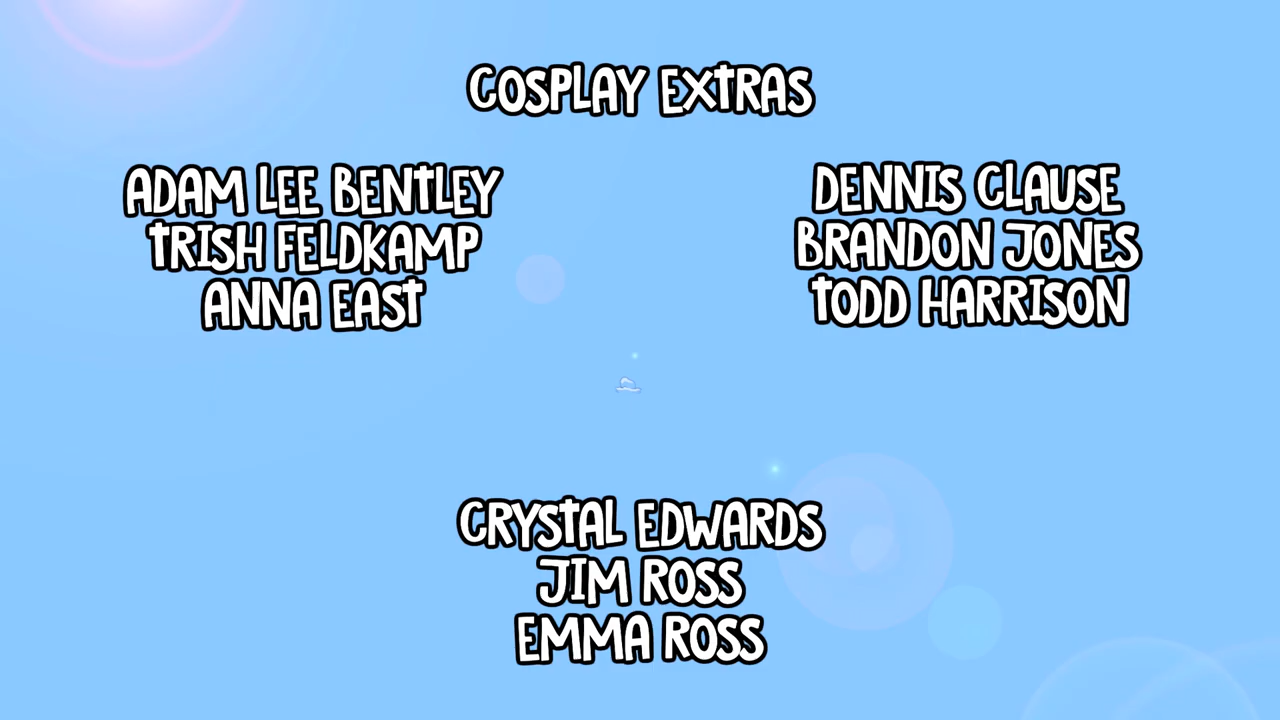 COSPLAY EXTRAS
ADAM LEE BENTLEY
TRISH FELDKAMP
ANNA EAST
DENNIS CLAUSE
BRANDON JONES
TODD HARRISON
CRYSTAL EDWARDS
JIM ROSS
EMMA ROSS